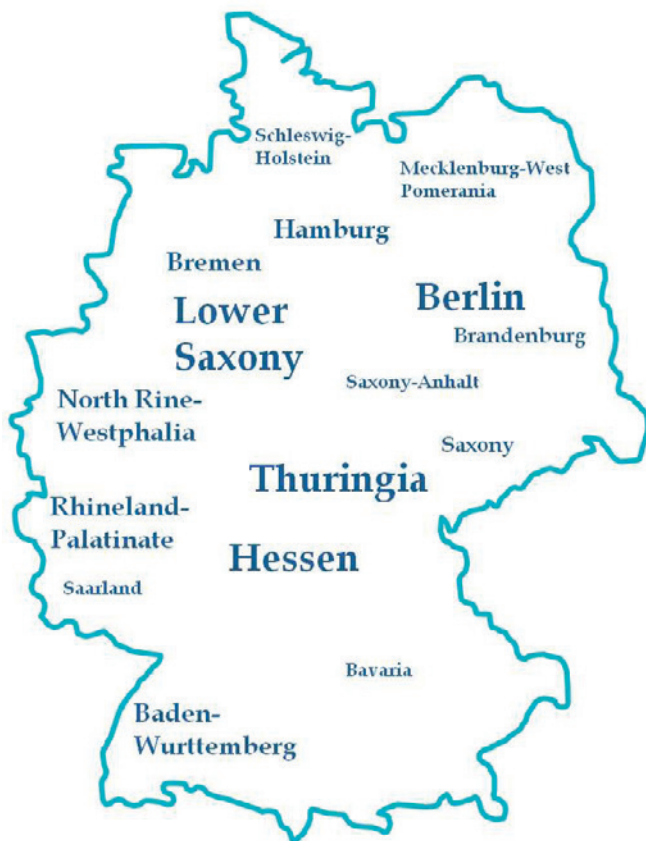 Schleswig-
Holstein
Mecklenburg-West
Pomerania
Hamburg
Bremen
Berlin
Lower
Saxony
Brandenburg
Saxony-Anhalt
North Rine-
Westphalia
Saxony
Thuringia
Rhineland-
Palatinate
Hessen
Saarland
Bavaria
Baden-
Wurttemberg